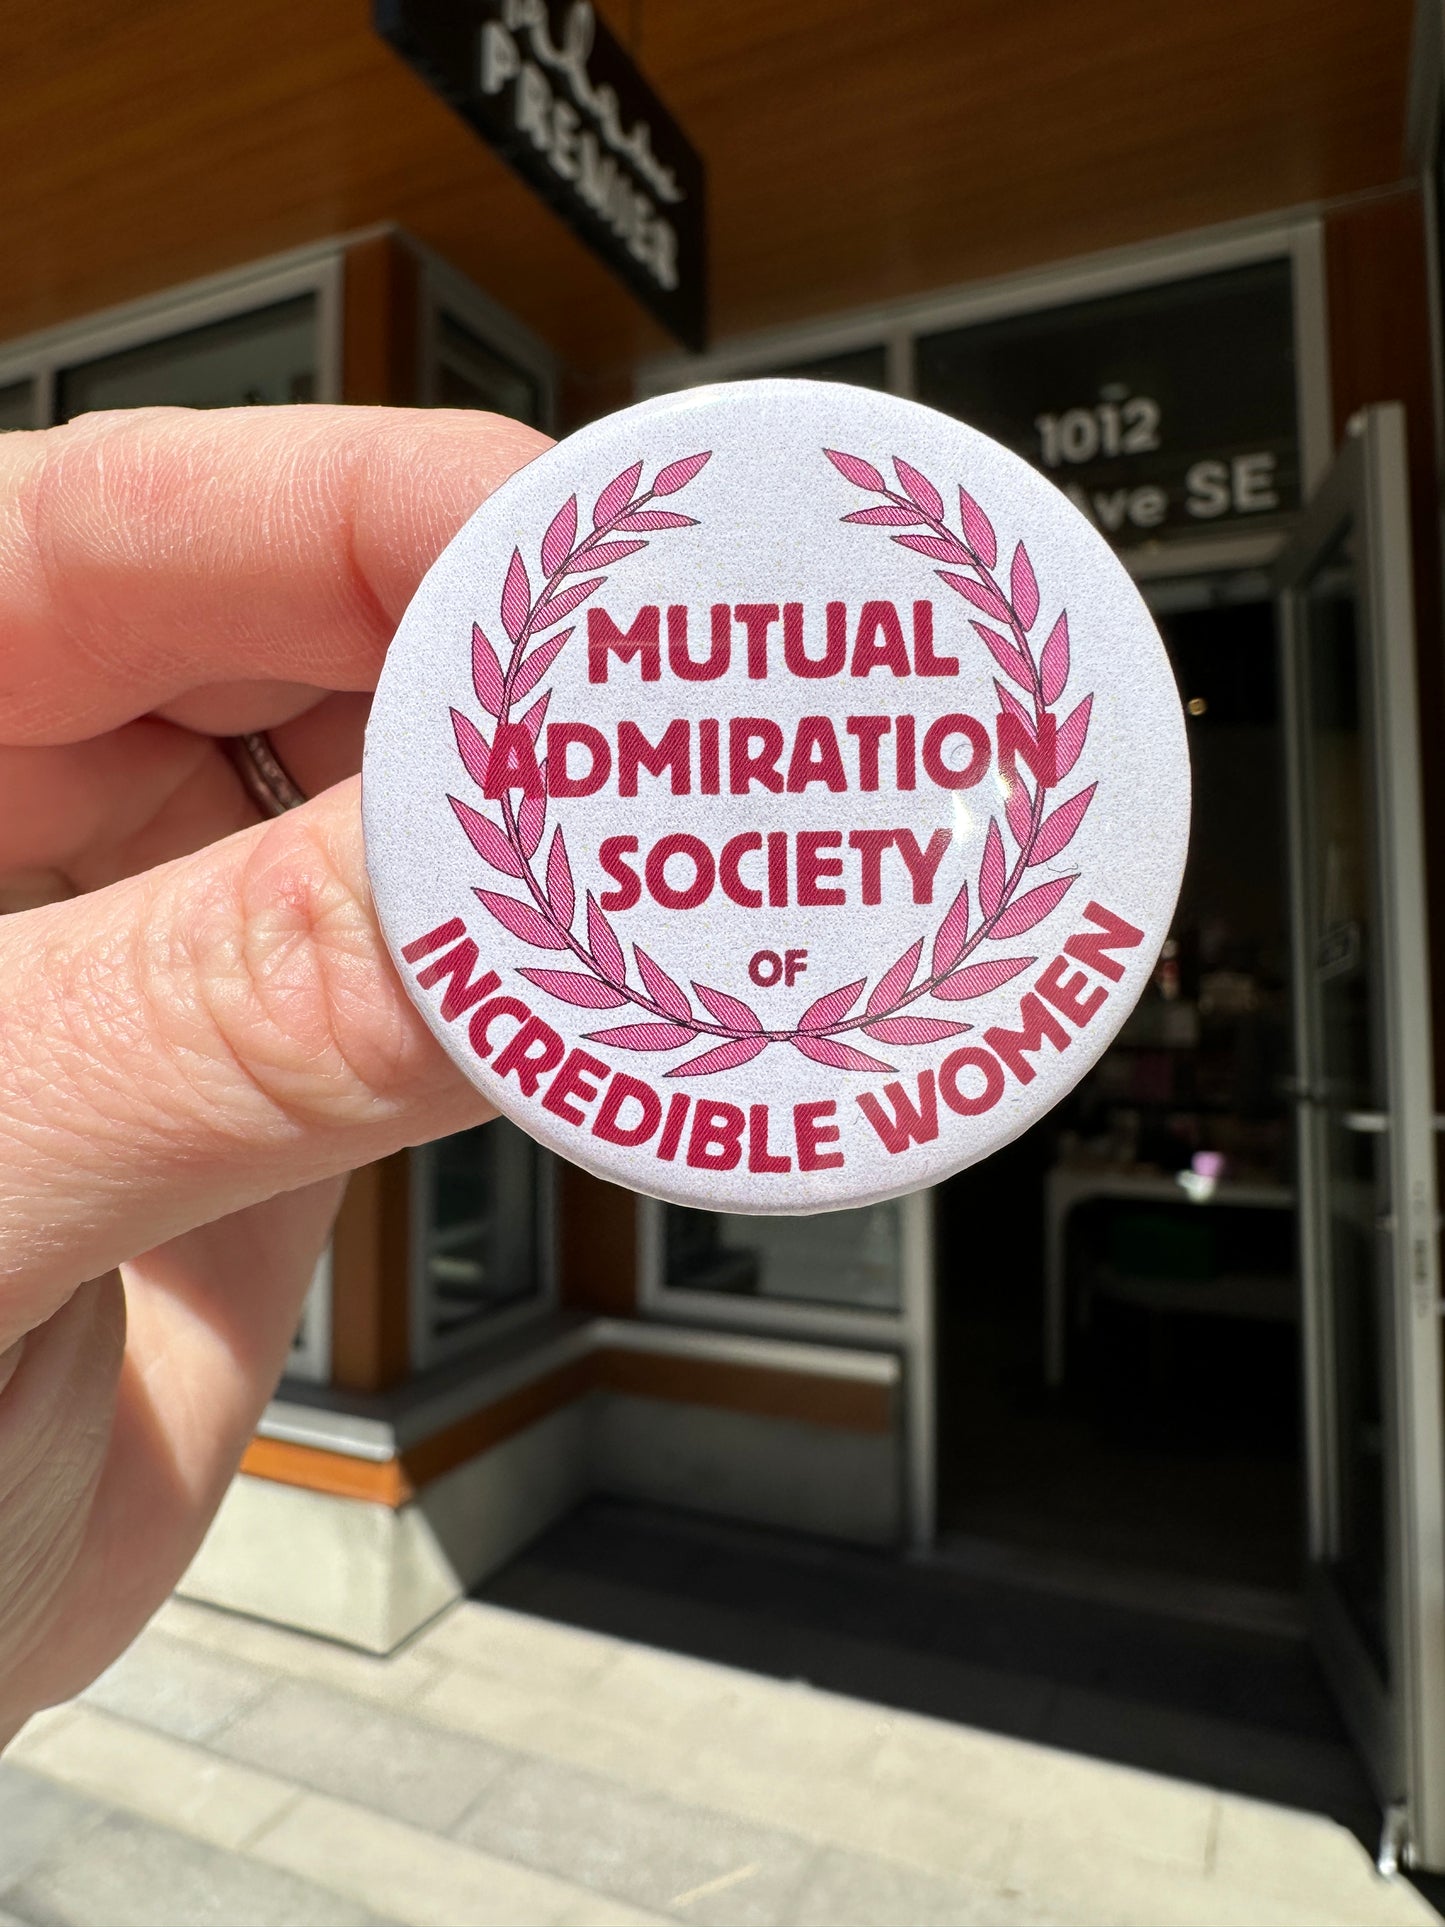 PREMIER
1012
Ave SE
MUTUAL
ADMIRATION
SOCIETY
OF
INCREDIBLE WOMEN